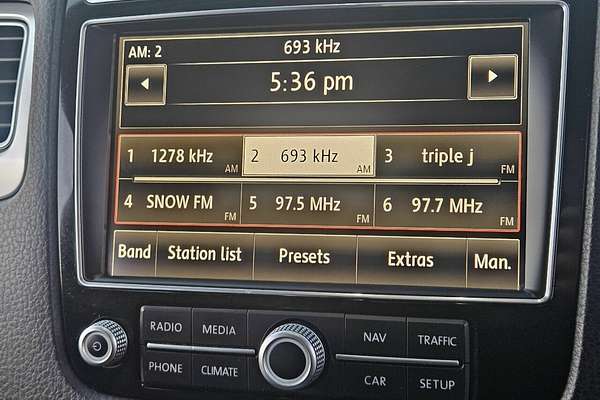 AM: 2 693 kHz
5:36 pm
1 1278 kHz AM 2 693 kHz AM 3 triple j FM
4 SNOW FM FM 5 97.5 MHz FM 6 97.7 MHz FM
Band Station list Presets Extras Man.
RADIO MEDIA NAV TRAFFIC
PHONE CLIMATE CAR SETUP